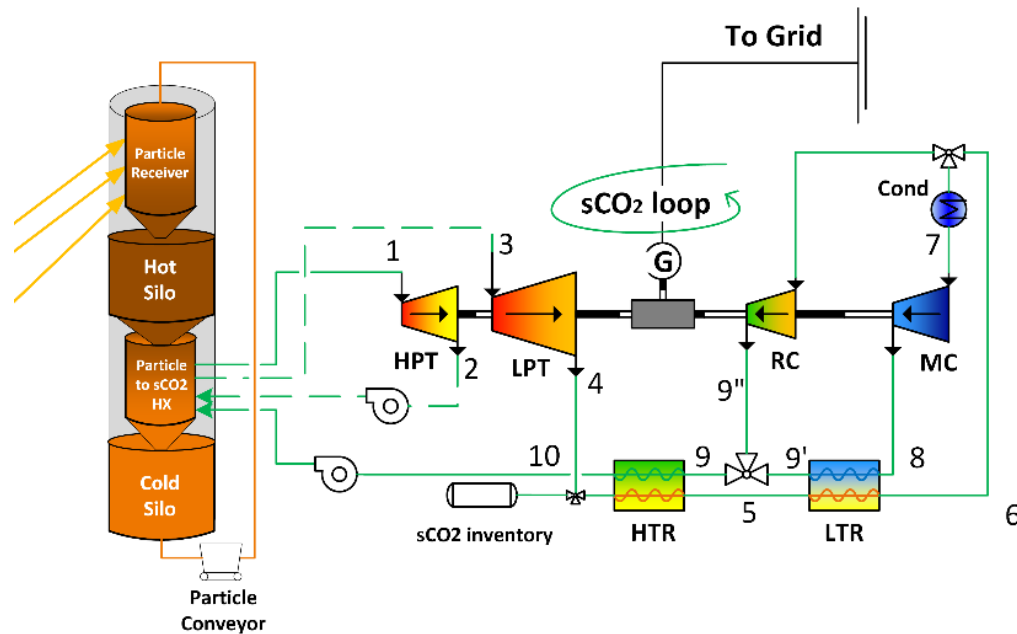 To Grid
Particle
Receiver
Cond
sCO₂ loop
7
1
3
G
Hot
Silo
HPT
LPT
RC
MC
Particle
to sCO2
HX
2
4
9"
10
9
9'
8
Cold
Silo
5
6
sCO2 inventory
HTR
LTR
Particle
Conveyor